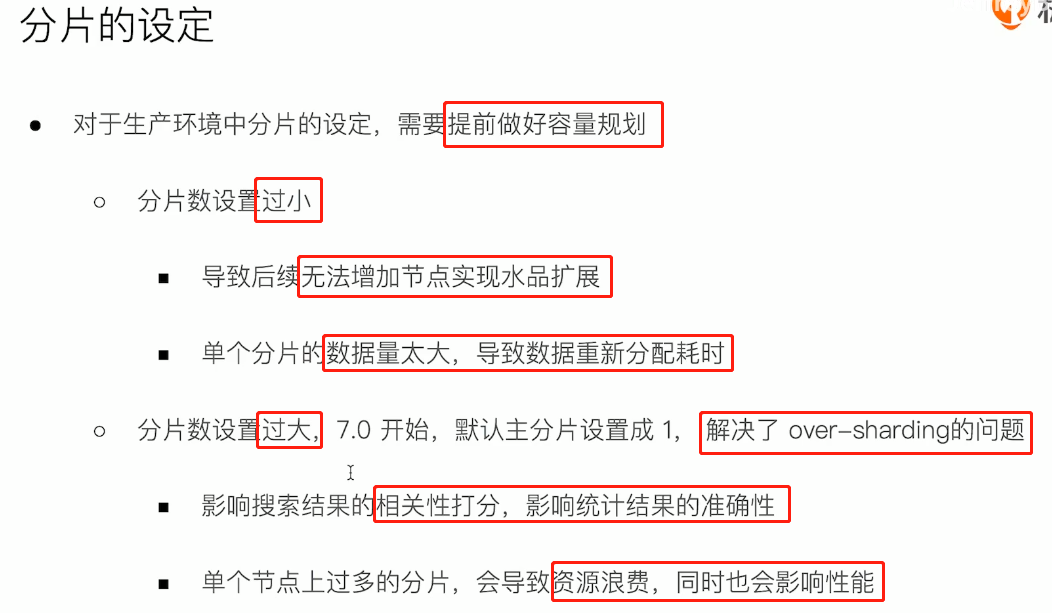 分片的设定
对于生产环境中分片的设定，需要提前做好容量规划
分片数设置过小
导致后续无法增加节点实现水品扩展
单个分片的数据量太大，导致数据重新分配耗时
分片数设置过大，7.0 开始，默认主分片设置成 1，解决了 over-sharding的问题
影响搜索结果的相关性打分，影响统计结果的准确性
单个节点上过多的分片，会导致资源浪费，同时也会影响性能